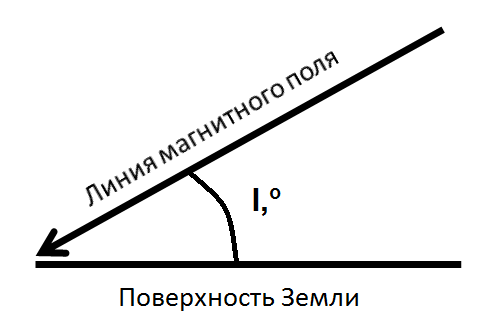 Линия магнитного поля
I,º
Поверхность Земли